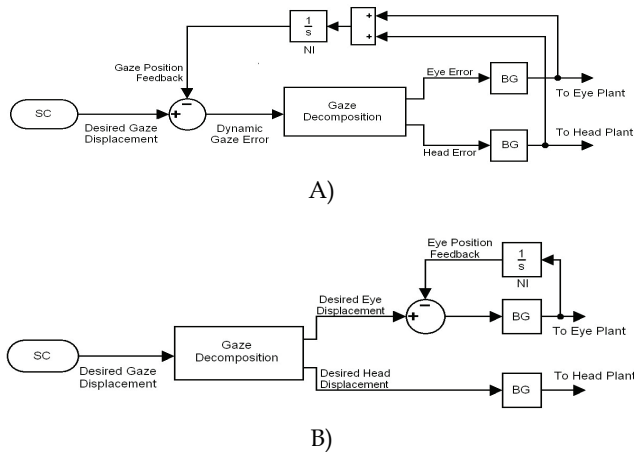 1
s
NI
+
+
Gaze Position
Feedback
SC
Desired Gaze
Displacement
+
−
Dynamic
Gaze Error
Gaze
Decomposition
Eye Error
BG
To Eye Plant
Head Error
BG
To Head Plant
A)
Eye Position
Feedback
1
s
NI
Desired Eye
Displacement
+
−
BG
To Eye Plant
SC
Desired Gaze
Displacement
Gaze
Decomposition
Desired Head
Displacement
BG
To Head Plant
B)